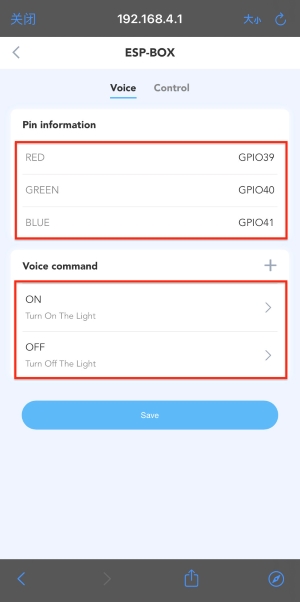 关闭 192.168.4.1 大小
ESP-BOX
Voice Control
Pin information
RED GPIO39
GREEN GPIO40
BLUE GPIO41
Voice command
ON
Turn On The Light
OFF
Turn Off The Light
Save